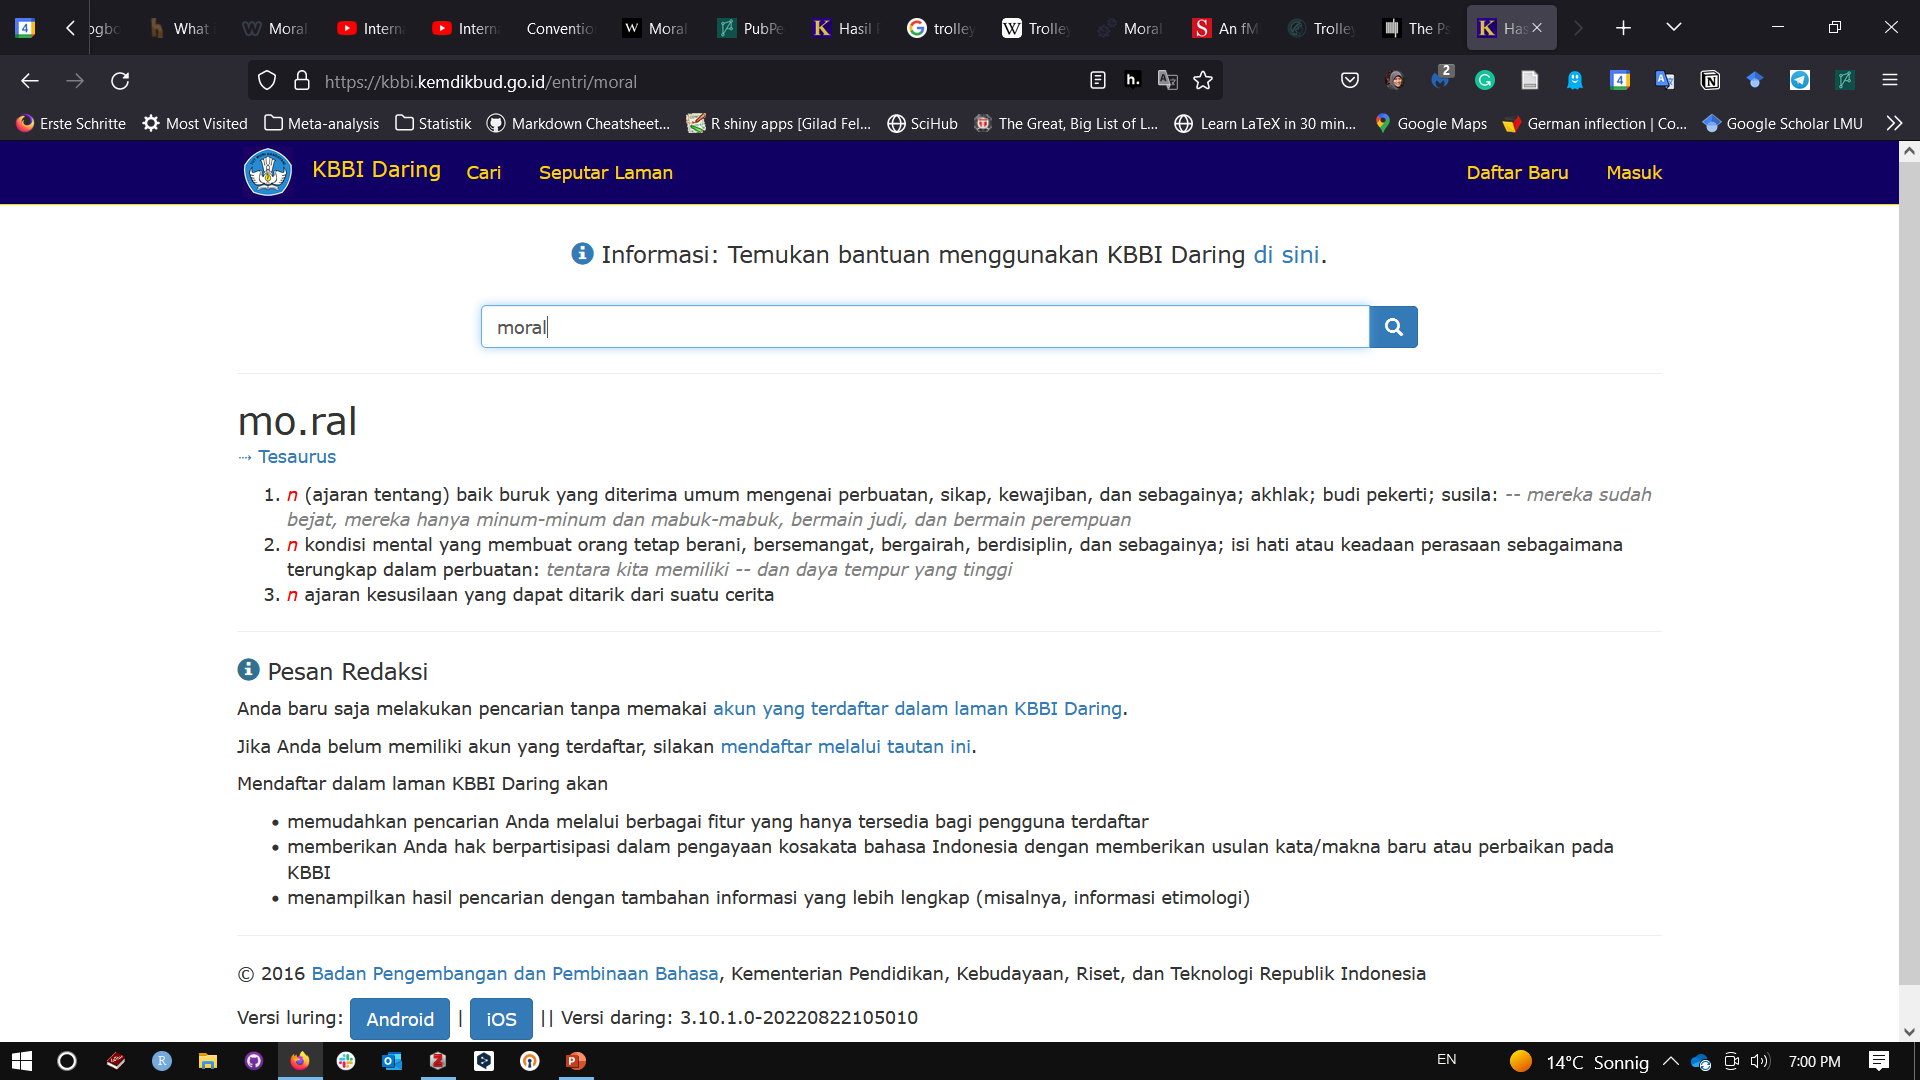 4
ogbo
What
Moral
Intern
Intern
Conventio
W Moral
PubPe
K Hasil
G trolley
W Trolle
Moral
S An fM
Trolle
The Ps
K Has
https://kbbi.kemdikbud.go.id/entri/moral
h.
2
4
Erste Schritte
Most Visited
Meta-analysis
Statistik
Markdown Cheatsheet...
R shiny apps [Gilad Fel...
SciHub
The Great, Big List of L...
Learn LaTeX in 30 min...
Google Maps
German inflection | Co...
Google Scholar LMU
KBBI Daring
Cari
Seputar Laman
Daftar Baru
Masuk
Informasi: Temukan bantuan menggunakan KBBI Daring di sini.
moral
mo.ral
⤑ Tesaurus
1. n (ajaran tentang) baik buruk yang diterima umum mengenai perbuatan, sikap, kewajiban, dan sebagainya; akhlak; budi pekerti; susila: -- mereka sudah
bejat, mereka hanya minum-minum dan mabuk-mabuk, bermain judi, dan bermain perempuan
2. n kondisi mental yang membuat orang tetap berani, bersemangat, bergairah, berdisiplin, dan sebagainya; isi hati atau keadaan perasaan sebagaimana
terungkap dalam perbuatan: tentara kita memiliki -- dan daya tempur yang tinggi
3. n ajaran kesusilaan yang dapat ditarik dari suatu cerita
Pesan Redaksi
Anda baru saja melakukan pencarian tanpa memakai akun yang terdaftar dalam laman KBBI Daring.
Jika Anda belum memiliki akun yang terdaftar, silakan mendaftar melalui tautan ini.
Mendaftar dalam laman KBBI Daring akan
• memudahkan pencarian Anda melalui berbagai fitur yang hanya tersedia bagi pengguna terdaftar
• memberikan Anda hak berpartisipasi dalam pengayaan kosakata bahasa Indonesia dengan memberikan usulan kata/makna baru atau perbaikan pada
KBBI
• menampilkan hasil pencarian dengan tambahan informasi yang lebih lengkap (misalnya, informasi etimologi)
© 2016 Badan Pengembangan dan Pembinaan Bahasa, Kementerian Pendidikan, Kebudayaan, Riset, dan Teknologi Republik Indonesia
Versi luring: Android | iOS || Versi daring: 3.10.1.0-20220822105010
EN
14°C Sonnig
7:00 PM